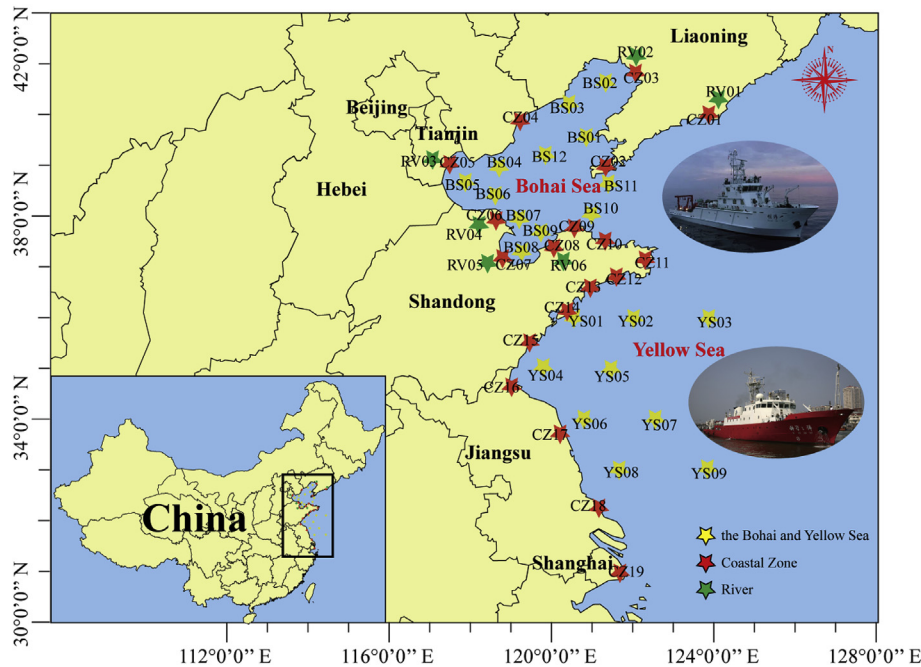 42°0'0'' N
38°0'0'' N
34°0'0'' N
30°0'0'' N
112°0'0'' E
116°0'0'' E
120°0'0'' E
124°0'0'' E
128°0'0'' E
N
Liaoning
RV02
CZ03
BS02
RV01
CZ01
BS03
Beijing
CZ04
Tianjin
BS01
RV03
CZ05
BS04
BS12
CZ02
BS05
Bohai Sea
BS11
Hebei
BS06
BS10
CZ06
BS07
CZ09
RV04
BS09
CZ10
BS08
CZ08
RV05
CZ07
RV06
CZ11
CZ12
CZ13
Shandong
CZ14
YS01
YS02
YS03
CZ15
Yellow Sea
YS04
YS05
CZ16
YS06
YS07
CZ17
Jiangsu
YS08
YS09
CZ18
China
Shanghai
CZ19
the Bohai and Yellow Sea
Coastal Zone
River